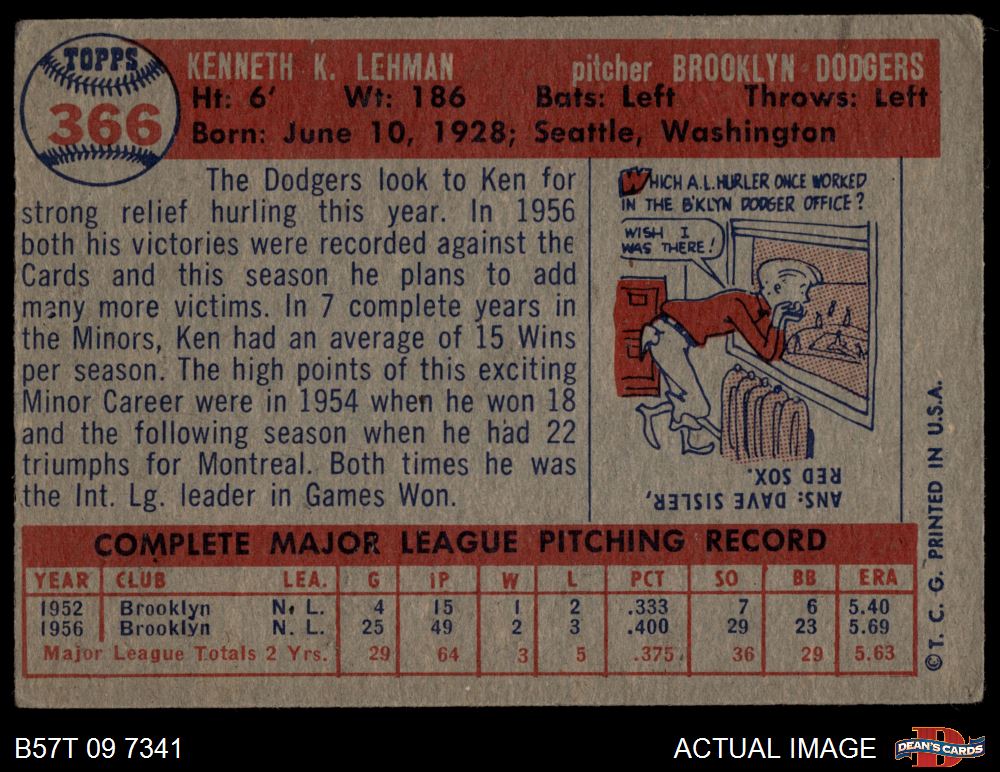 TOPPS
366
KENNETH K. LEHMAN pitcher BROOKLYN DODGERS
Ht: 6' Wt: 186 Bats: Left Throws: Left
Born: June 10, 1928; Seattle, Washington
The Dodgers look to Ken for
strong relief hurling this year. In 1956
both his victories were recorded against the
Cards and this season he plans to add
many more victims. In 7 complete years in
the Minors, Ken had an average of 15 Wins
per season. The high points of this exciting
Minor Career were in 1954 when he won 18
and the following season when he had 22
triumphs for Montreal. Both times he was
the Int. Lg. leader in Games Won.
WHICH A.L. HURLER ONCE WORKED
IN THE B'KLYN DODGER OFFICE?
WISH I
WAS THERE!
ANS: DAVE SISLER,
RED SOX.
COMPLETE MAJOR LEAGUE PITCHING RECORD
YEAR CLUB LEA. G IP W L PCT SO BB ERA
1952 Brooklyn N. L. 4 15 1 2 .333 7 6 5.40
1956 Brooklyn N. L. 25 49 2 3 .400 29 23 5.69
Major League Totals 2 Yrs. 29 64 3 5 .375 36 29 5.63
©T. C. G. PRINTED IN U.S.A.
B57T 09 7341 ACTUAL IMAGE
DEAN'S CARDS